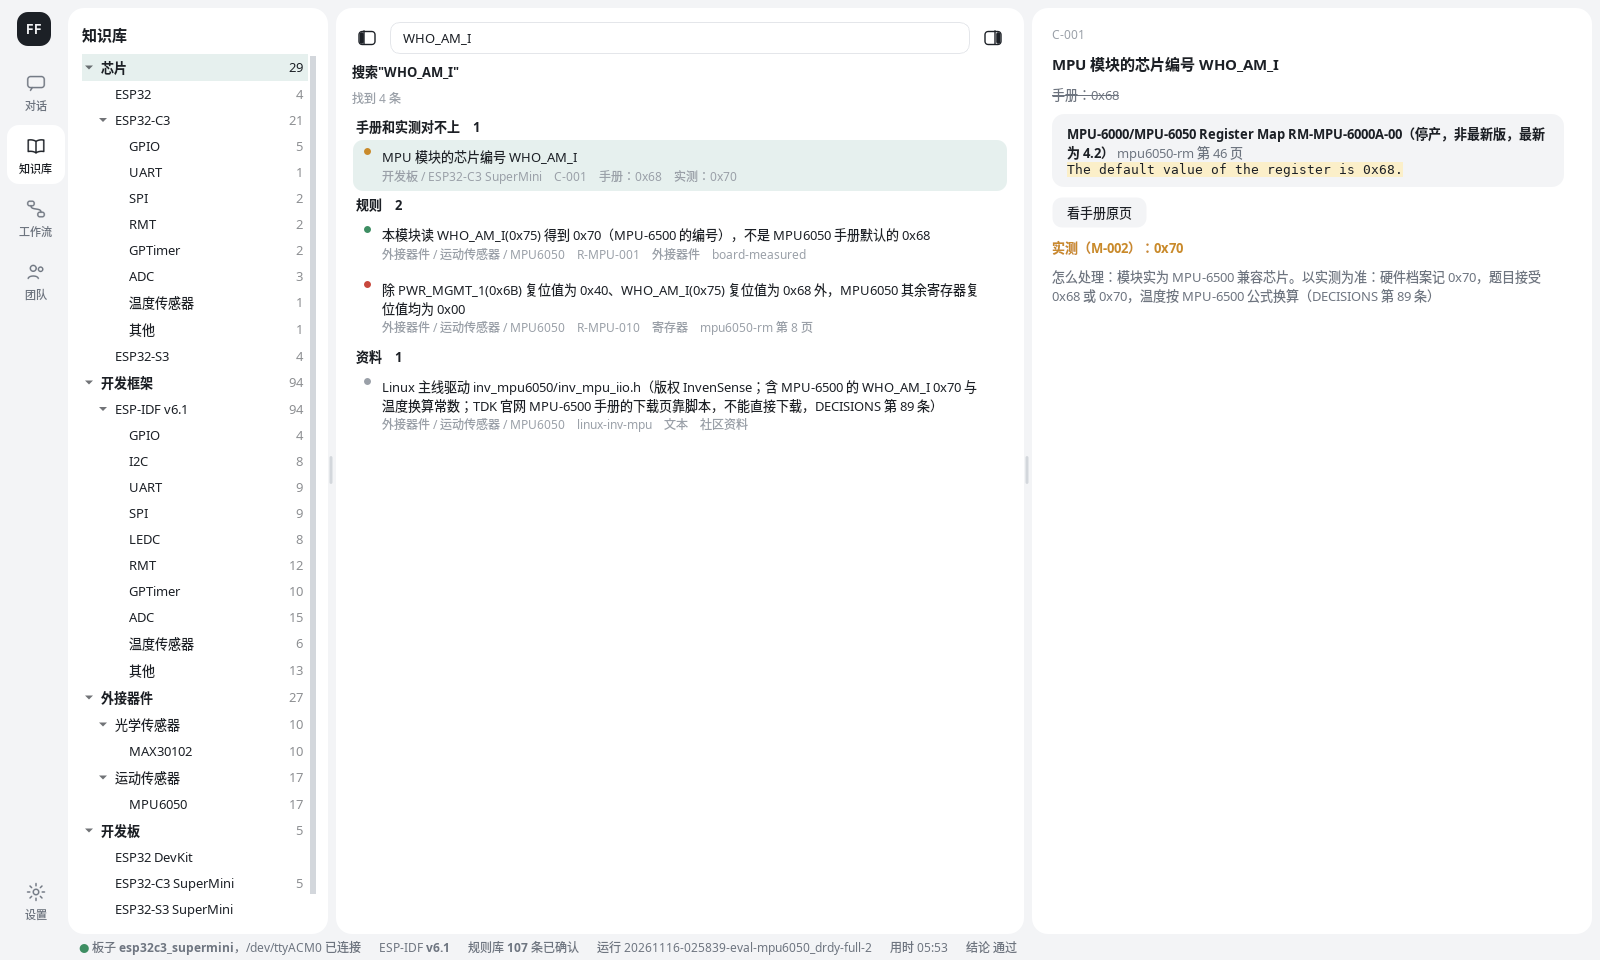 FF
对话
知识库
工作流
团队
设置
知识库
芯片 29
ESP32 4
ESP32-C3 21
GPIO 5
UART 1
SPI 2
RMT 2
GPTimer 2
ADC 3
温度传感器 1
其他 1
ESP32-S3 4
开发框架 94
ESP-IDF v6.1 94
GPIO 4
I2C 8
UART 9
SPI 9
LEDC 8
RMT 12
GPTimer 10
ADC 15
温度传感器 6
其他 13
外接器件 27
光学传感器 10
MAX30102 10
运动传感器 17
MPU6050 17
开发板 5
ESP32 DevKit
ESP32-C3 SuperMini 5
ESP32-S3 SuperMini
WHO_AM_I
搜索"WHO_AM_I"
找到 4 条
手册和实测对不上 1
MPU 模块的芯片编号 WHO_AM_I
开发板 / ESP32-C3 SuperMini C-001 手册：0x68 实测：0x70
规则 2
本模块读 WHO_AM_I(0x75) 得到 0x70（MPU-6500 的编号），不是 MPU6050 手册默认的 0x68
外接器件 / 运动传感器 / MPU6050 R-MPU-001 外接器件 board-measured
除 PWR_MGMT_1(0x6B) 复位值为 0x40、WHO_AM_I(0x75) 复位值为 0x68 外，MPU6050 其余寄存器复
位值均为 0x00
外接器件 / 运动传感器 / MPU6050 R-MPU-010 寄存器 mpu6050-rm 第 8 页
资料 1
Linux 主线驱动 inv_mpu6050/inv_mpu_iio.h（版权 InvenSense；含 MPU-6500 的 WHO_AM_I 0x70 与
温度换算常数；TDK 官网 MPU-6500 手册的下载页靠脚本，不能直接下载，DECISIONS 第 89 条）
外接器件 / 运动传感器 / MPU6050 linux-inv-mpu 文本 社区资料
C-001
MPU 模块的芯片编号 WHO_AM_I
手册：0x68
MPU-6000/MPU-6050 Register Map RM-MPU-6000A-00（停产，非最新版，最新
为 4.2） mpu6050-rm 第 46 页
The default value of the register is 0x68.
看手册原页
实测（M-002）：0x70
怎么处理：模块实为 MPU-6500 兼容芯片。以实测为准：硬件档案记 0x70，题目接受
0x68 或 0x70，温度按 MPU-6500 公式换算（DECISIONS 第 89 条）
板子 esp32c3_supermini，/dev/ttyACM0 已连接 ESP-IDF v6.1 规则库 107 条已确认 运行 20261116-025839-eval-mpu6050_drdy-full-2 用时 05:53 结论 通过